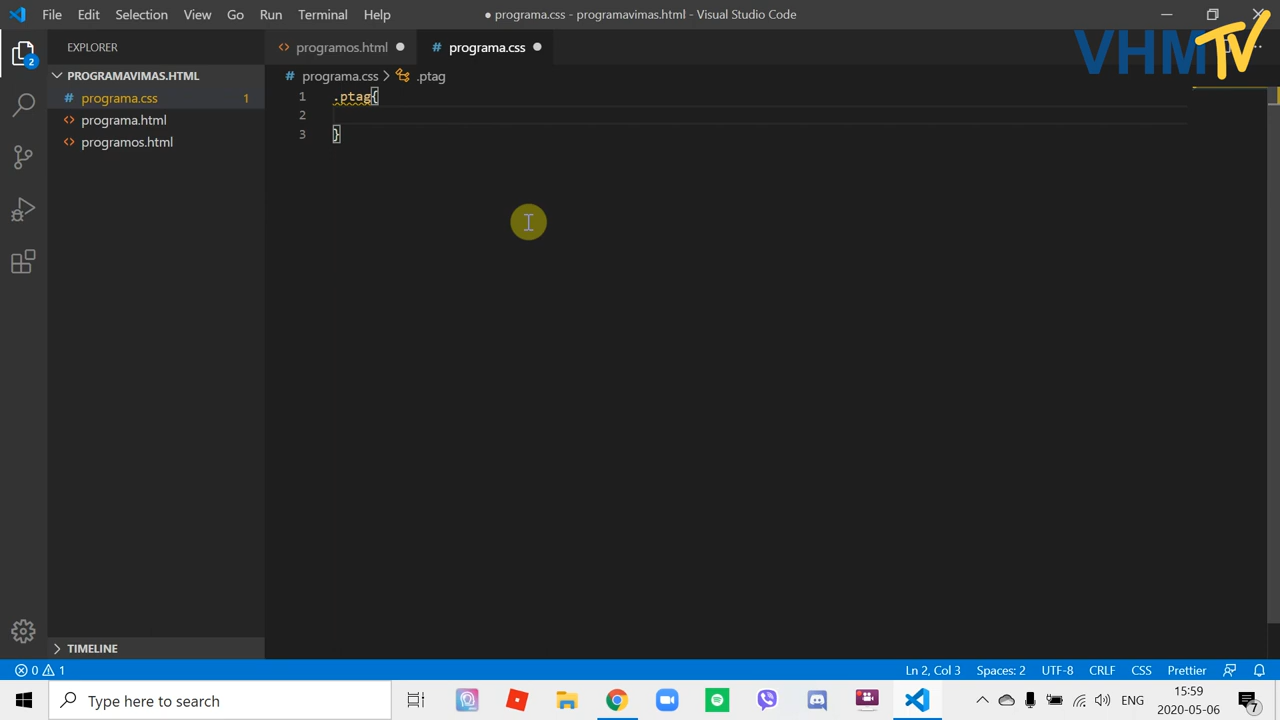 File Edit Selection View Go Run Terminal Help
● programa.css - programavimas.html - Visual Studio Code
VHMTV
EXPLORER
programos.html
# programa.css
2
PROGRAMAVIMAS.HTML
# programa.css > .ptag
# programa.css 1
programa.html
programos.html
1 .ptag{
2
3 }
TIMELINE
0 1
Ln 2, Col 3 Spaces: 2 UTF-8 CRLF CSS Prettier
Type here to search
ENG
15:59
2020-05-06
7